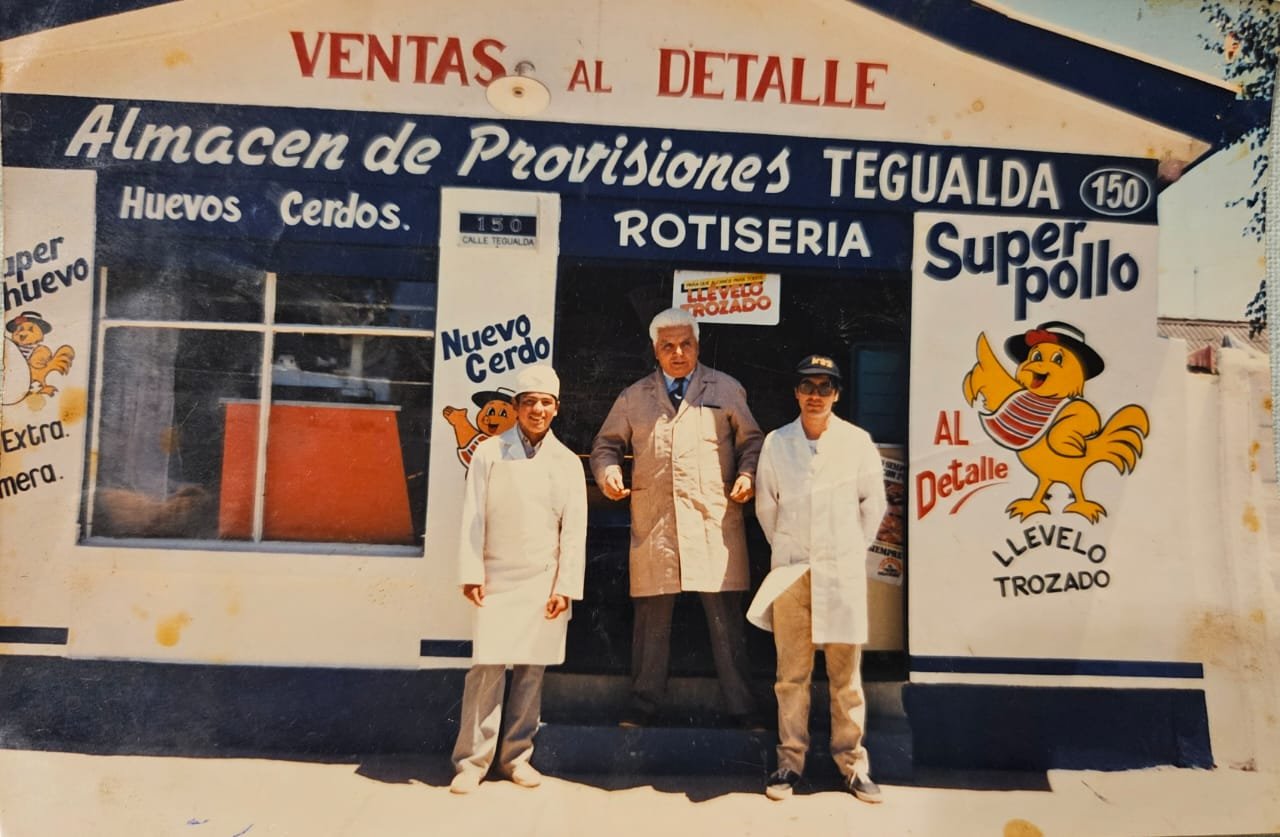 VENTAS AL DETALLE
Almacen de Provisiones TEGUALDA 150
Huevos Cerdos.
ROTISERIA
150
CALLE TEGUALDA
uper
huevo
Extra.
mera.
Nuevo
Cerdo
LLEVELO
TROZADO
Super
pollo
AL
Detalle
LLEVELO
TROZADO
SIEMPRE